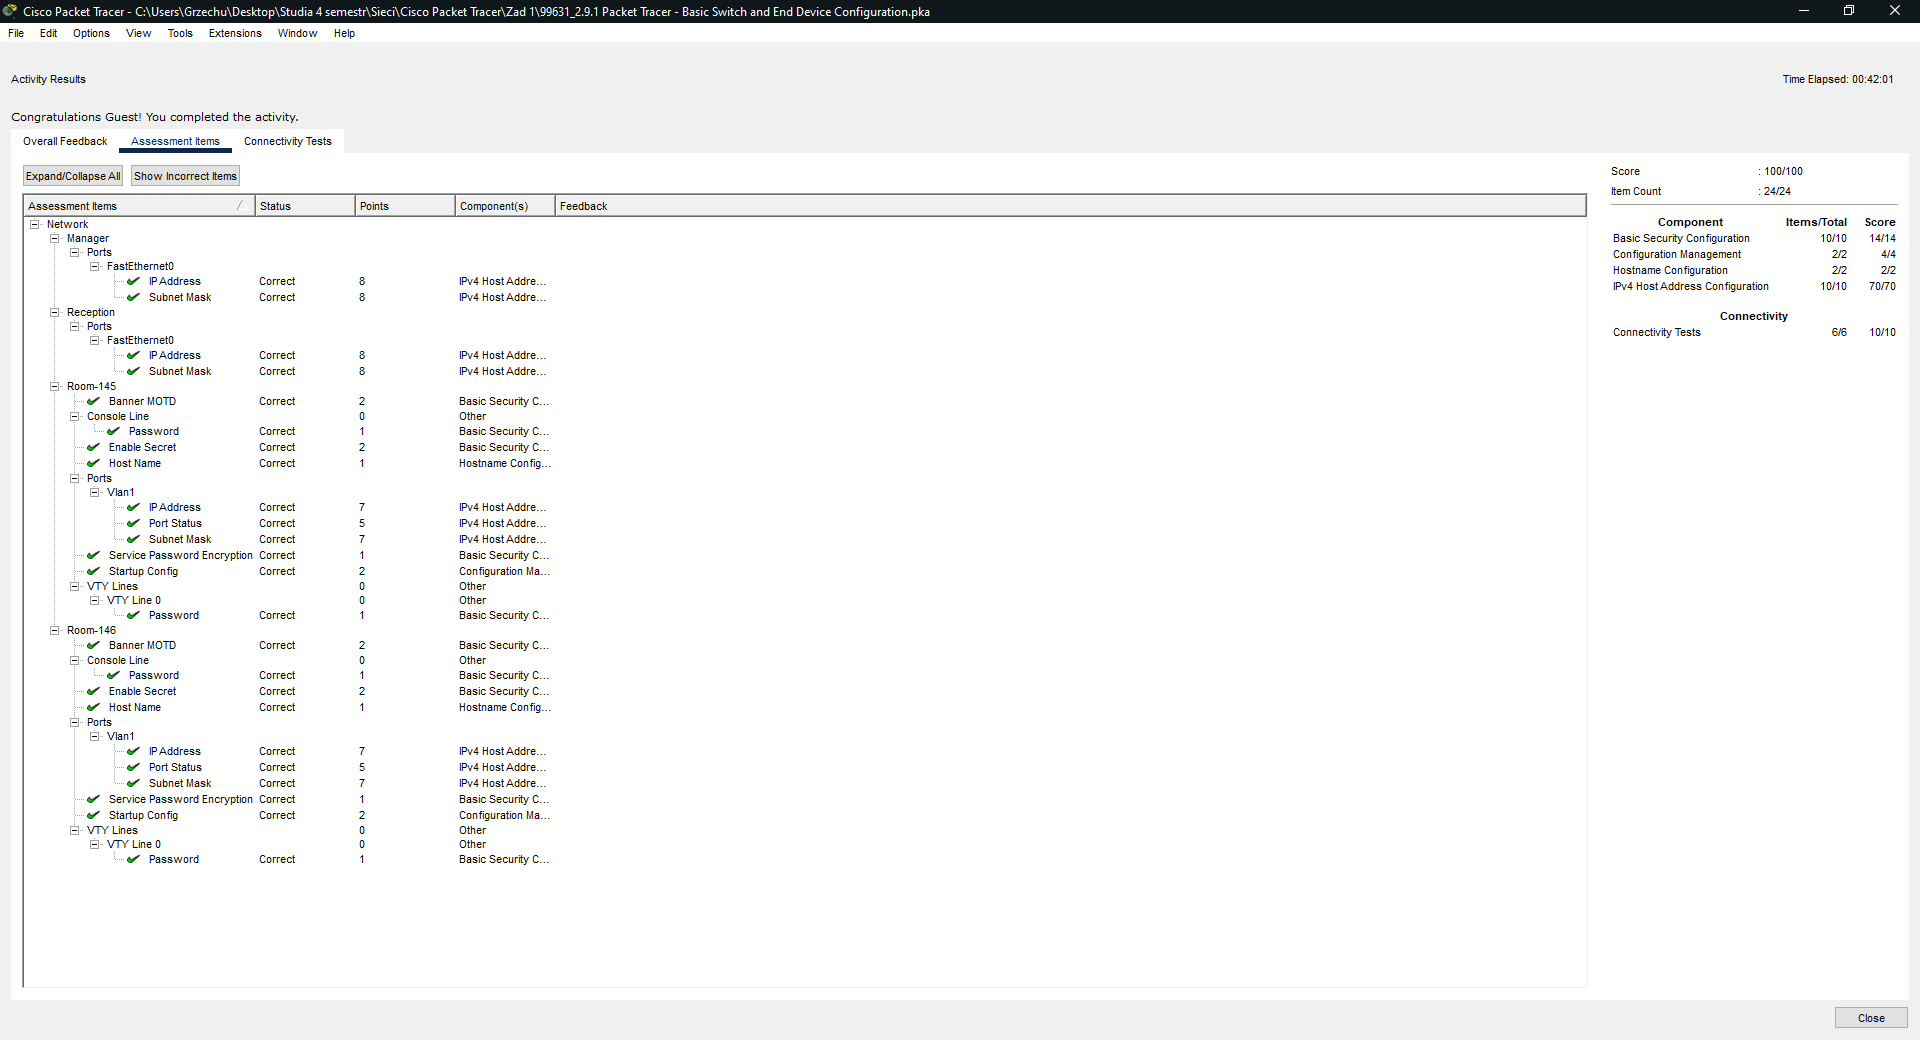 Cisco Packet Tracer - C:\Users\Grzechu\Desktop\Studia 4 semestr\Sieci\Cisco Packet Tracer\Zad 1\99631_2.9.1 Packet Tracer - Basic Switch and End Device Configuration.pka
File Edit Options View Tools Extensions Window Help
Activity Results Time Elapsed: 00:42:01
Congratulations Guest! You completed the activity.
Overall Feedback Assessment Items Connectivity Tests
Expand/Collapse All Show Incorrect Items
Assessment Items Status Points Component(s) Feedback
Network
Manager
Ports
FastEthernet0
IP Address Correct 8 IPv4 Host Addre...
Subnet Mask Correct 8 IPv4 Host Addre...
Reception
Ports
FastEthernet0
IP Address Correct 8 IPv4 Host Addre...
Subnet Mask Correct 8 IPv4 Host Addre...
Room-145
Banner MOTD Correct 2 Basic Security C...
Console Line 0 Other
Password Correct 1 Basic Security C...
Enable Secret Correct 2 Basic Security C...
Host Name Correct 1 Hostname Config...
Ports
Vlan1
IP Address Correct 7 IPv4 Host Addre...
Port Status Correct 5 IPv4 Host Addre...
Subnet Mask Correct 7 IPv4 Host Addre...
Service Password Encryption Correct 1 Basic Security C...
Startup Config Correct 2 Configuration Ma...
VTY Lines 0 Other
VTY Line 0 0 Other
Password Correct 1 Basic Security C...
Room-146
Banner MOTD Correct 2 Basic Security C...
Console Line 0 Other
Password Correct 1 Basic Security C...
Enable Secret Correct 2 Basic Security C...
Host Name Correct 1 Hostname Config...
Ports
Vlan1
IP Address Correct 7 IPv4 Host Addre...
Port Status Correct 5 IPv4 Host Addre...
Subnet Mask Correct 7 IPv4 Host Addre...
Service Password Encryption Correct 1 Basic Security C...
Startup Config Correct 2 Configuration Ma...
VTY Lines 0 Other
VTY Line 0 0 Other
Password Correct 1 Basic Security C...
Score : 100/100
Item Count : 24/24
Component Items/Total Score
Basic Security Configuration 10/10 14/14
Configuration Management 2/2 4/4
Hostname Configuration 2/2 2/2
IPv4 Host Address Configuration 10/10 70/70
Connectivity
Connectivity Tests 6/6 10/10
Close